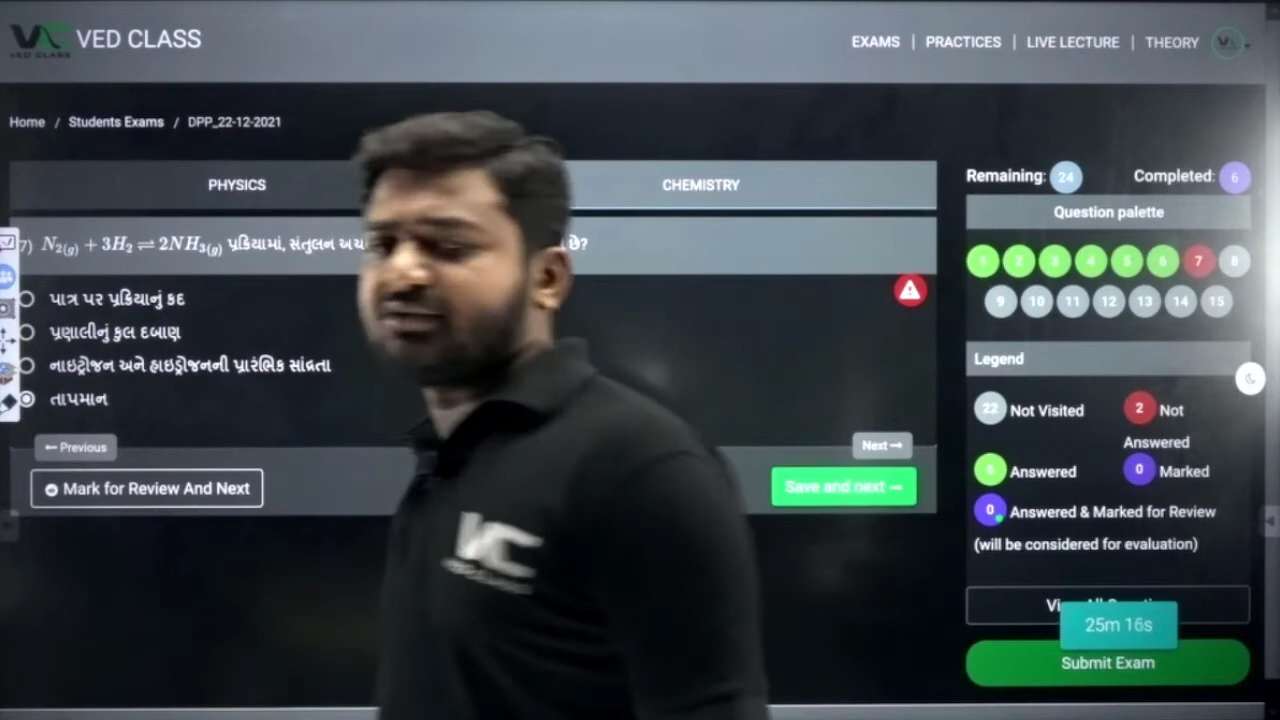 VED CLASS
VED CLASS
EXAMS | PRACTICES | LIVE LECTURE | THEORY
Home / Students Exams / DPP_22-12-2021
PHYSICS
CHEMISTRY
7) N2(g) + 3H2 ⇌ 2NH3(g) પ્રક્રિયામાં, સંતુલન છે?
પાત્ર પર પ્રક્રિયાનું કદ
પ્રણાલીનું કુલ દબાણ
નાઇટ્રોજન અને હાઇડ્રોજનની પ્રારંભિક સાંદ્રતા
તાપમાન
← Previous
Next →
Mark for Review And Next
Save and next →
Remaining: 24
Completed: 6
Question palette
1 2 3 4 5 6 7 8
9 10 11 12 13 14 15
Legend
22 Not Visited
2 Not Answered
6 Answered
0 Marked
0 Answered & Marked for Review
(will be considered for evaluation)
25m 16s
Submit Exam
VC